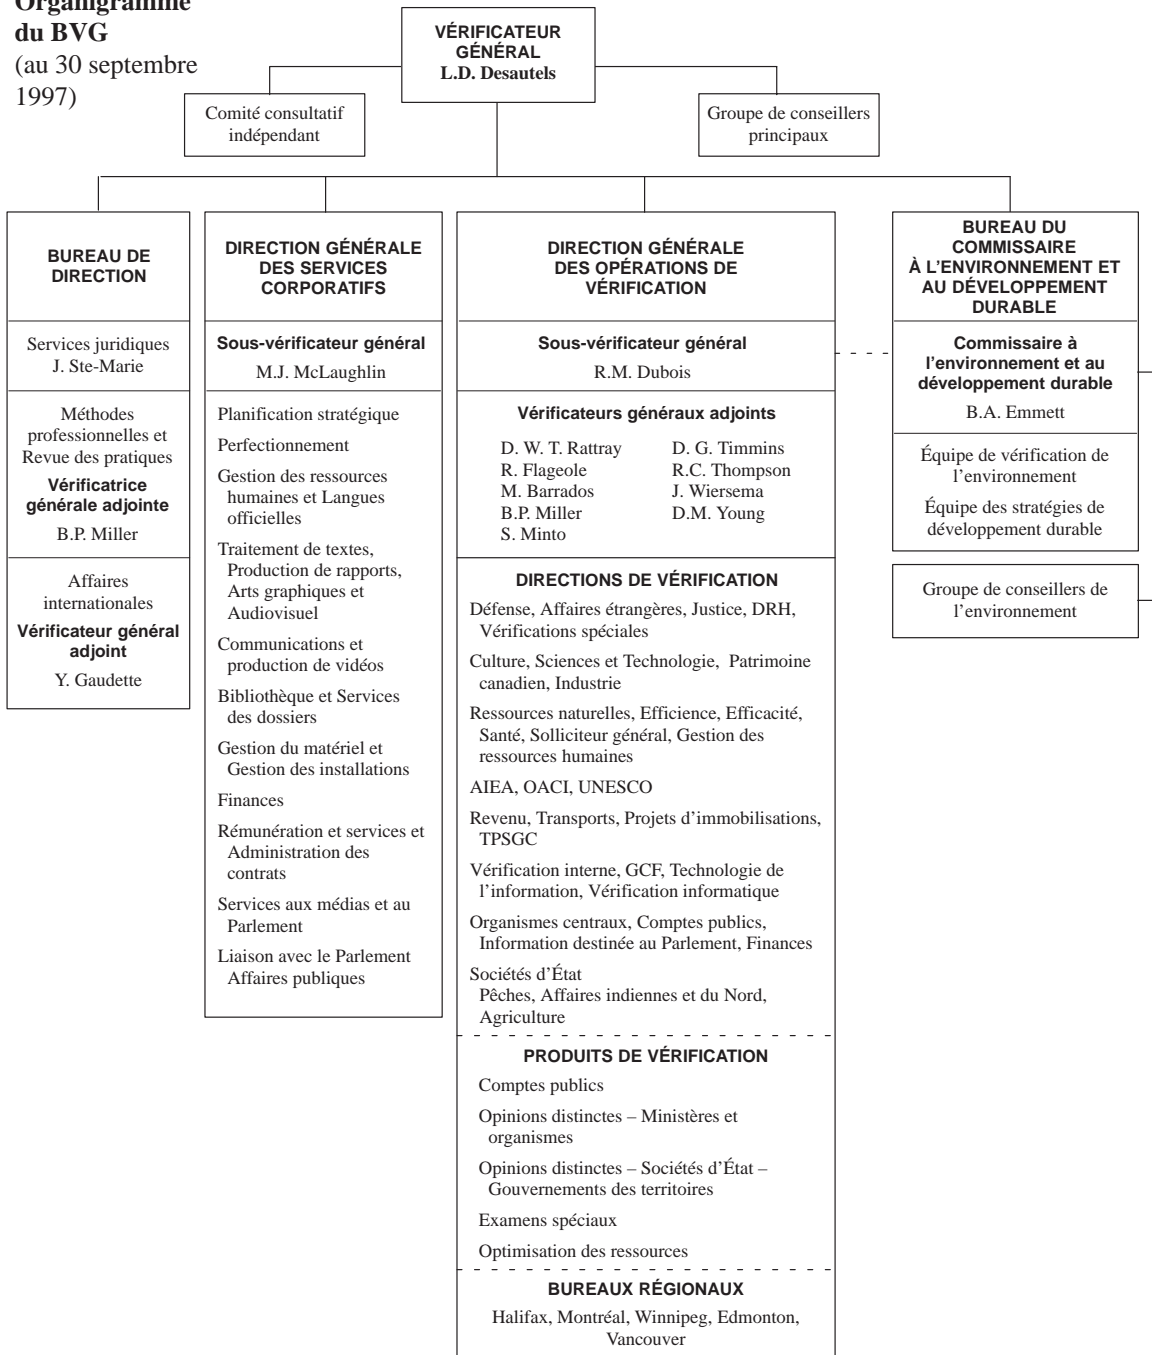 Organigramme
du BVG
(au 30 septembre
1997)
VÉRIFICATEUR
GÉNÉRAL
L.D. Desautels
Comité consultatif
indépendant
Groupe de conseillers
principaux
BUREAU DE
DIRECTION
Services juridiques
J. Ste-Marie
Méthodes
professionnelles et
Revue des pratiques
Vérificatrice
générale adjointe
B.P. Miller
Affaires
internationales
Vérificateur général
adjoint
Y. Gaudette
DIRECTION GÉNÉRALE
DES SERVICES
CORPORATIFS
Sous-vérificateur général
M.J. McLaughlin
Planification stratégique
Perfectionnement
Gestion des ressources
humaines et Langues
officielles
Traitement de textes,
Production de rapports,
Arts graphiques et
Audiovisuel
Communications et
production de vidéos
Bibliothèque et Services
des dossiers
Gestion du matériel et
Gestion des installations
Finances
Rémunération et services et
Administration des
contrats
Services aux médias et au
Parlement
Liaison avec le Parlement
Affaires publiques
DIRECTION GÉNÉRALE
DES OPÉRATIONS DE
VÉRIFICATION
Sous-vérificateur général
R.M. Dubois
Vérificateurs généraux adjoints
D. W. T. Rattray D. G. Timmins
R. Flageole R.C. Thompson
M. Barrados J. Wiersema
B.P. Miller D.M. Young
S. Minto
DIRECTIONS DE VÉRIFICATION
Défense, Affaires étrangères, Justice, DRH,
Vérifications spéciales
Culture, Sciences et Technologie, Patrimoine
canadien, Industrie
Ressources naturelles, Efficience, Efficacité,
Santé, Solliciteur général, Gestion des
ressources humaines
AIEA, OACI, UNESCO
Revenu, Transports, Projets d'immobilisations,
TPSGC
Vérification interne, GCF, Technologie de
l'information, Vérification informatique
Organismes centraux, Comptes publics,
Information destinée au Parlement, Finances
Sociétés d'État
Pêches, Affaires indiennes et du Nord,
Agriculture
PRODUITS DE VÉRIFICATION
Comptes publics
Opinions distinctes – Ministères et
organismes
Opinions distinctes – Sociétés d'État –
Gouvernements des territoires
Examens spéciaux
Optimisation des ressources
BUREAUX RÉGIONAUX
Halifax, Montréal, Winnipeg, Edmonton,
Vancouver
BUREAU DU
COMMISSAIRE
À L'ENVIRONNEMENT ET
AU DÉVELOPPEMENT
DURABLE
Commissaire à
l'environnement et au
développement durable
B.A. Emmett
Équipe de vérification de
l'environnement
Équipe des stratégies de
développement durable
Groupe de conseillers de
l'environnement